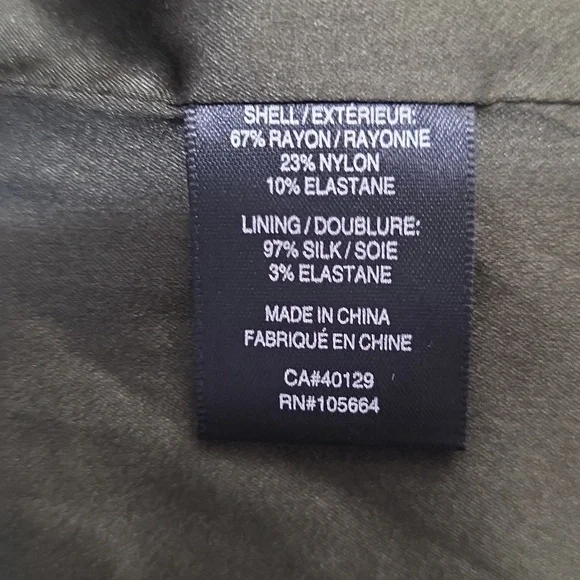 SHELL/EXTÉRIEUR:
67% RAYON/RAYONNE
23% NYLON
10% ELASTANE
LINING/DOUBLURE:
97% SILK/SOIE
3% ELASTANE
MADE IN CHINA
FABRIQUÉ EN CHINE
CA#40129
RN#105664